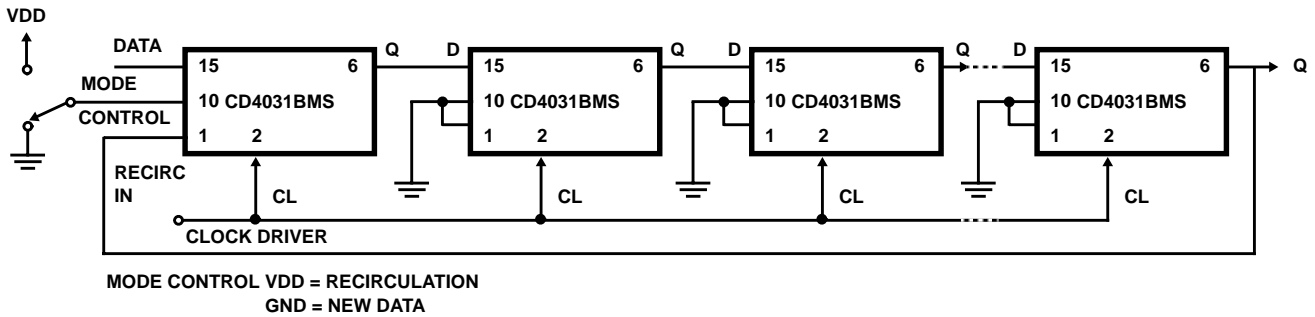 VDD
DATA
MODE
CONTROL
RECIRC
IN
15 6
10 CD4031BMS
1 2
Q D
15 6
10 CD4031BMS
1 2
Q D
15 6
10 CD4031BMS
1 2
Q D
15 6
10 CD4031BMS
1 2
Q
CL CL CL CL
CLOCK DRIVER
MODE CONTROL VDD = RECIRCULATION
GND = NEW DATA